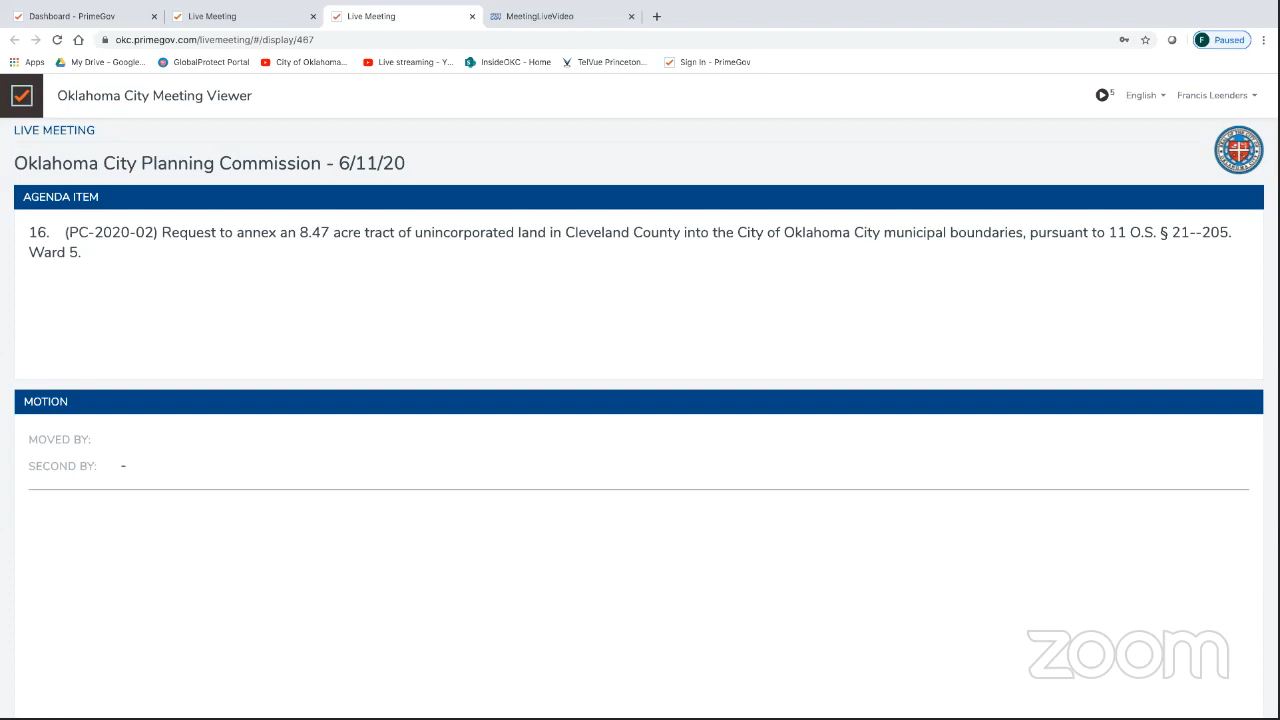 Dashboard - PrimeGov
Live Meeting
Live Meeting
MeetingLiveVideo
okc.primegov.com/livemeeting/#/display/467
F Paused
Apps My Drive - Google... GlobalProtect Portal City of Oklahoma... Live streaming - Y... InsideOKC - Home TelVue Princeton... Sign In - PrimeGov
Oklahoma City Meeting Viewer
5 English Francis Leenders
LIVE MEETING
Oklahoma City Planning Commission - 6/11/20
AGENDA ITEM
16. (PC-2020-02) Request to annex an 8.47 acre tract of unincorporated land in Cleveland County into the City of Oklahoma City municipal boundaries, pursuant to 11 O.S. § 21--205.
Ward 5.
MOTION
MOVED BY:
SECOND BY: -
zoom